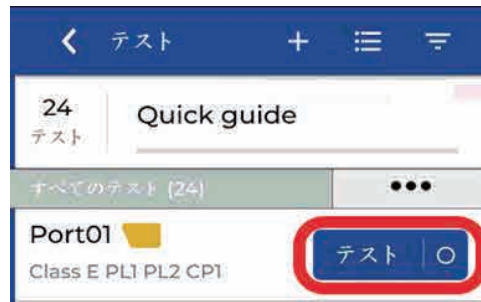 テスト
24
テスト
Quick guide
すべてのテスト (24)
Port01
Class E PL1 PL2 CP1
テスト